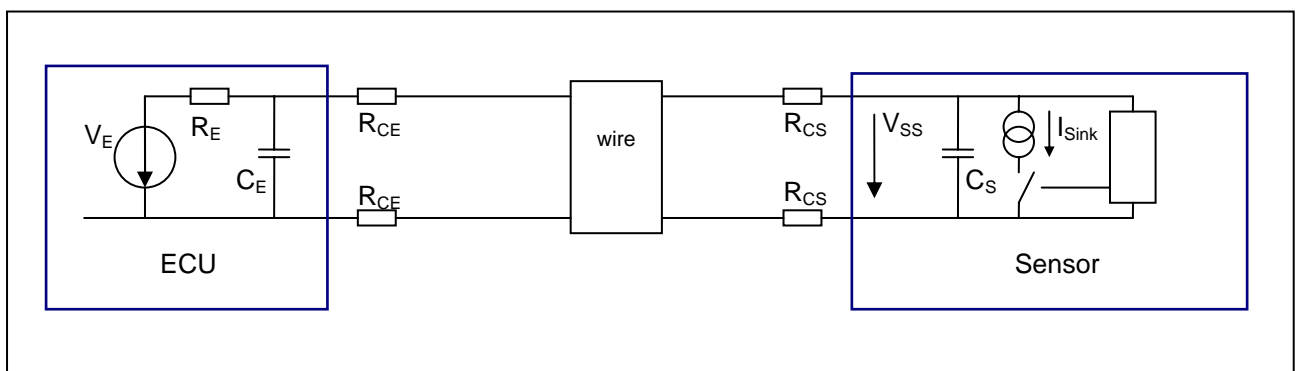 V_E
R_E
C_E
R_CE
R_CE
wire
R_CS
R_CS
V_SS
C_S
I_Sink
ECU
Sensor